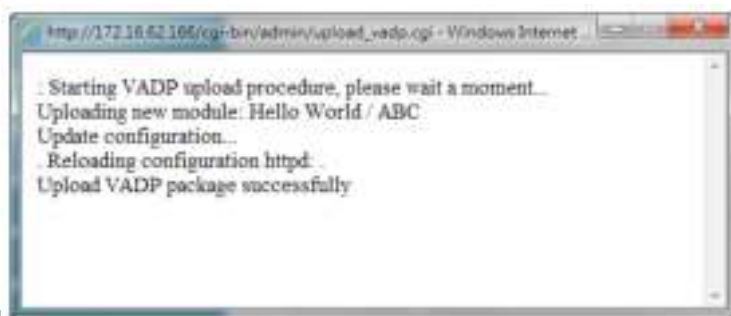 http://172.16.62.166/cgi-bin/admin/upload_vadp.cgi - Windows Internet
. Starting VADP upload procedure, please wait a moment...
Uploading new module: Hello World / ABC
Update configuration...
. Reloading configuration httpd: .
Upload VADP package successfully